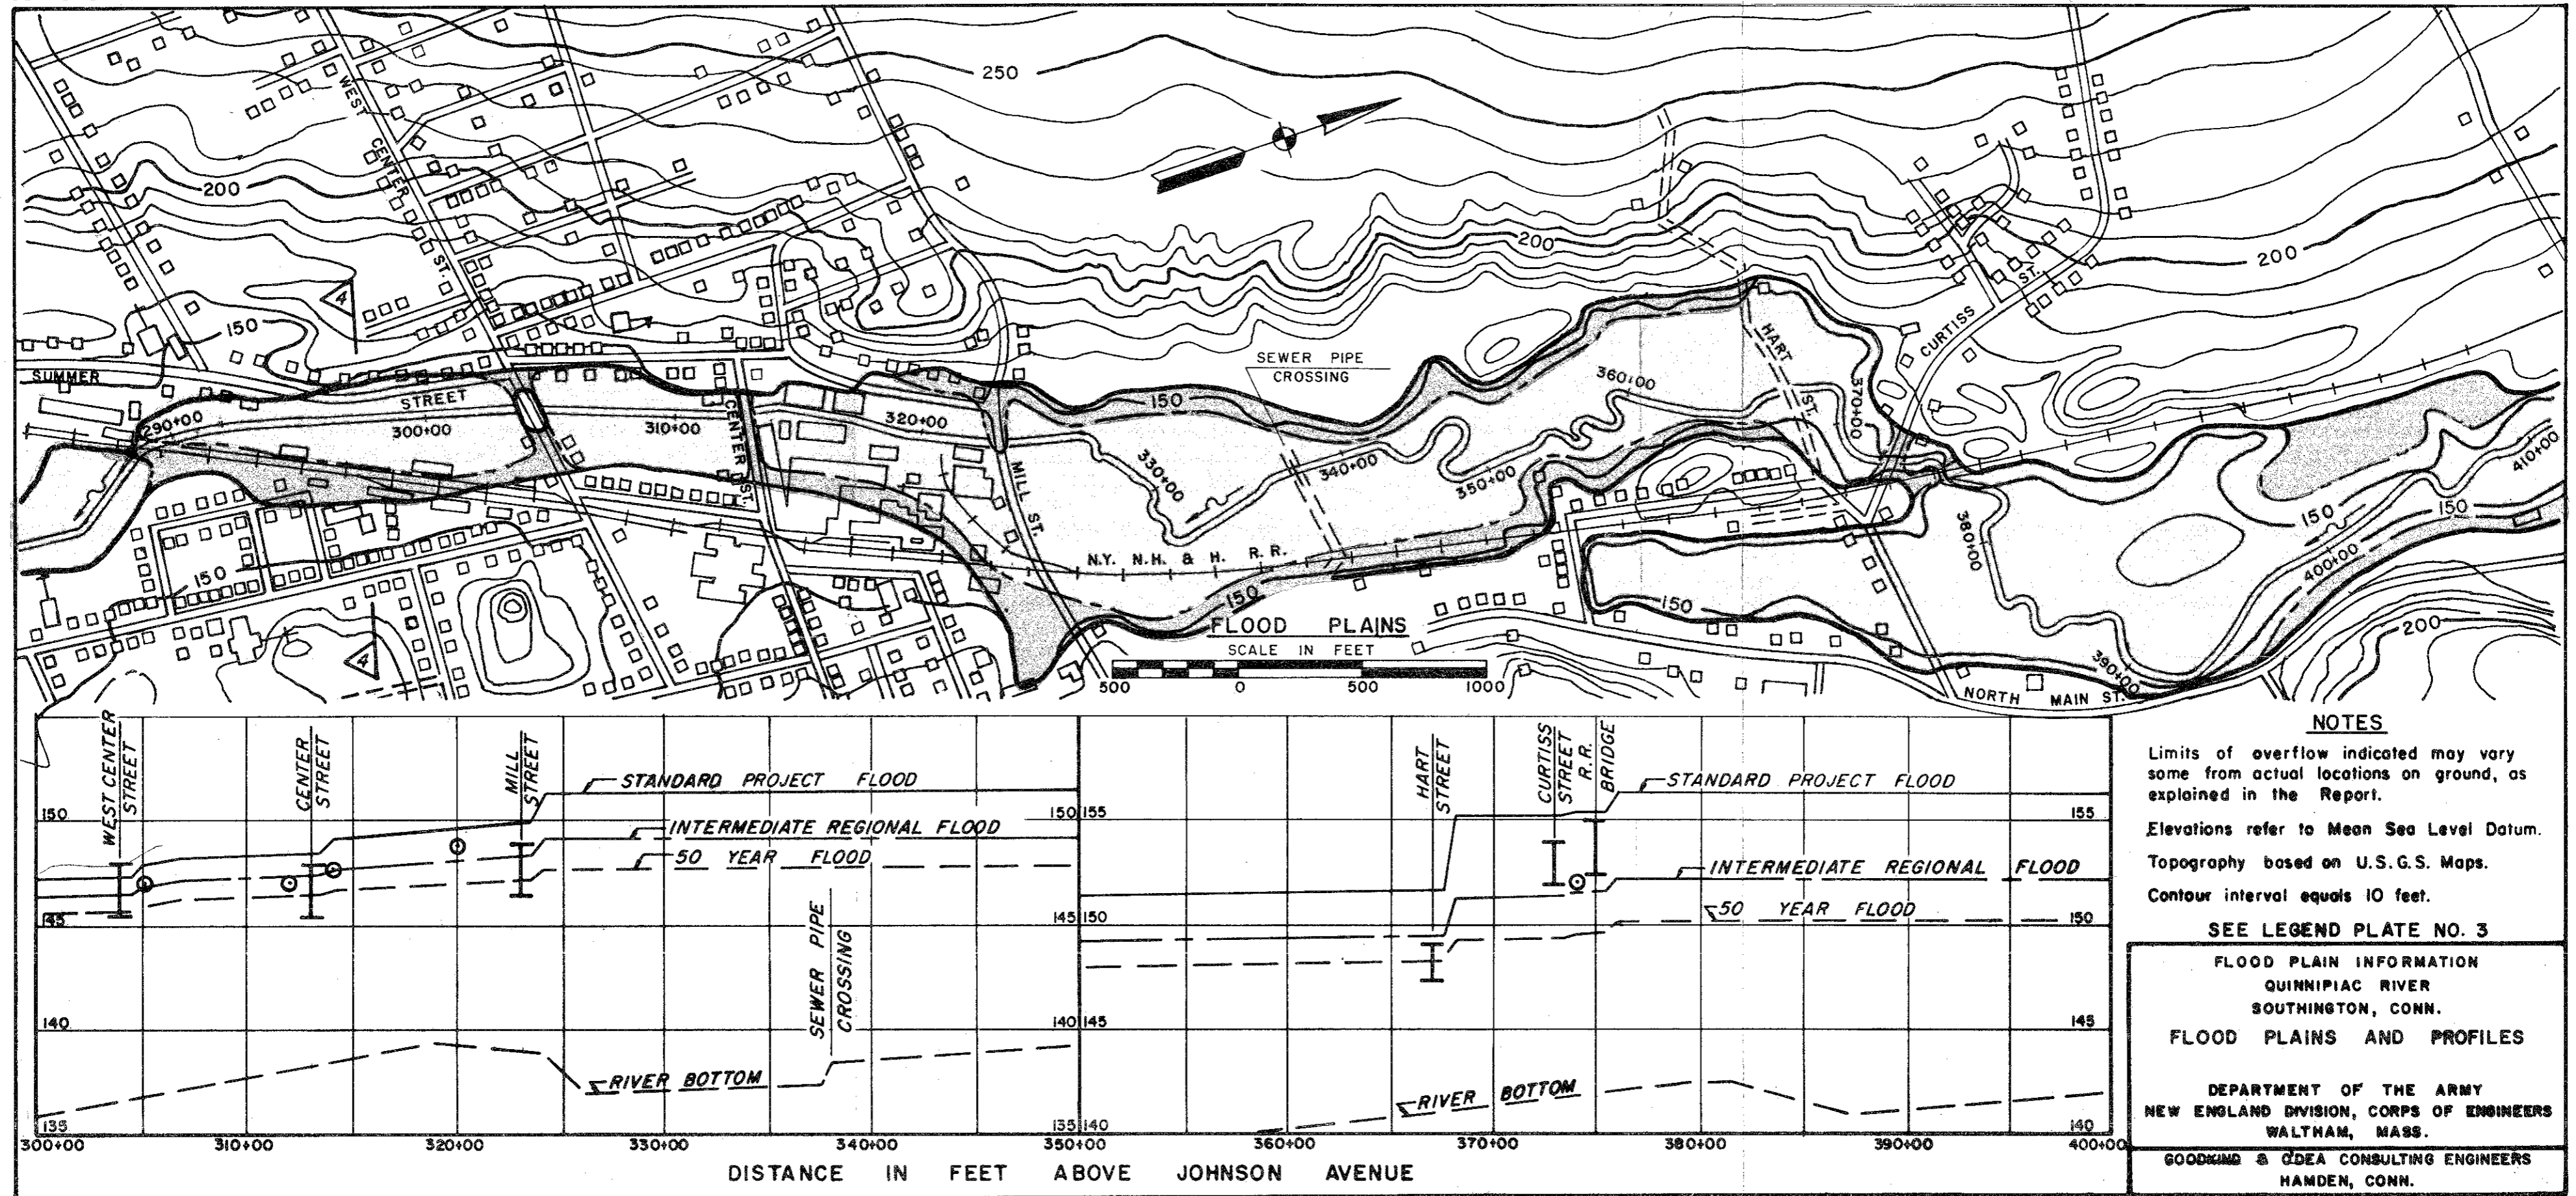 250
WEST CENTER ST.
200
200
200
4
150
SUMMER STREET
290+00
300+00
310+00
CENTER ST.
320+00
MILL ST.
330+00
150
SEWER PIPE
CROSSING
340+00
350+00
360+00
HART ST.
370+00
CURTISS ST.
380+00
390+00
400+00
410+00
150
150
150
200
N.Y. N.H. & H. R.R.
150
150
4
NORTH MAIN ST.
FLOOD PLAINS
SCALE IN FEET
500 0 500 1000
WEST CENTER
STREET
CENTER
STREET
MILL
STREET
STANDARD PROJECT FLOOD
INTERMEDIATE REGIONAL FLOOD
50 YEAR FLOOD
SEWER PIPE
CROSSING
RIVER BOTTOM
HART
STREET
CURTISS
STREET
R.R.
BRIDGE
STANDARD PROJECT FLOOD
INTERMEDIATE REGIONAL FLOOD
50 YEAR FLOOD
RIVER BOTTOM
150 150 155 155
145 145 150 150
140 140 145 145
135 135 140 140
300+00 310+00 320+00 330+00 340+00 350+00 360+00 370+00 380+00 390+00 400+00
DISTANCE IN FEET ABOVE JOHNSON AVENUE
NOTES
Limits of overflow indicated may vary
some from actual locations on ground, as
explained in the Report.
Elevations refer to Mean Sea Level Datum.
Topography based on U.S.G.S. Maps.
Contour interval equals 10 feet.
SEE LEGEND PLATE NO. 3
FLOOD PLAIN INFORMATION
QUINNIPIAC RIVER
SOUTHINGTON, CONN.
FLOOD PLAINS AND PROFILES
DEPARTMENT OF THE ARMY
NEW ENGLAND DIVISION, CORPS OF ENGINEERS
WALTHAM, MASS.
GOODKIND & O'DEA CONSULTING ENGINEERS
HAMDEN, CONN.